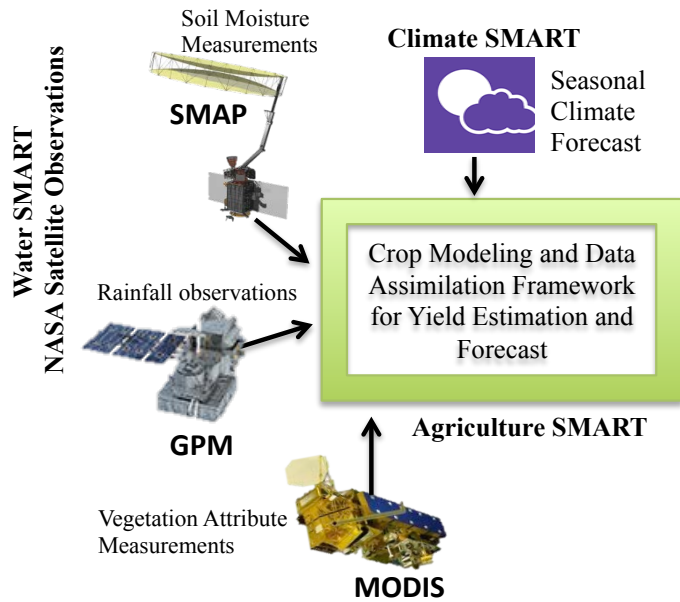 Soil Moisture
Measurements
SMAP
Climate SMART
Seasonal
Climate
Forecast
Water SMART
NASA Satellite Observations
Crop Modeling and Data
Assimilation Framework
for Yield Estimation and
Forecast
Rainfall observations
GPM
Agriculture SMART
Vegetation Attribute
Measurements
MODIS